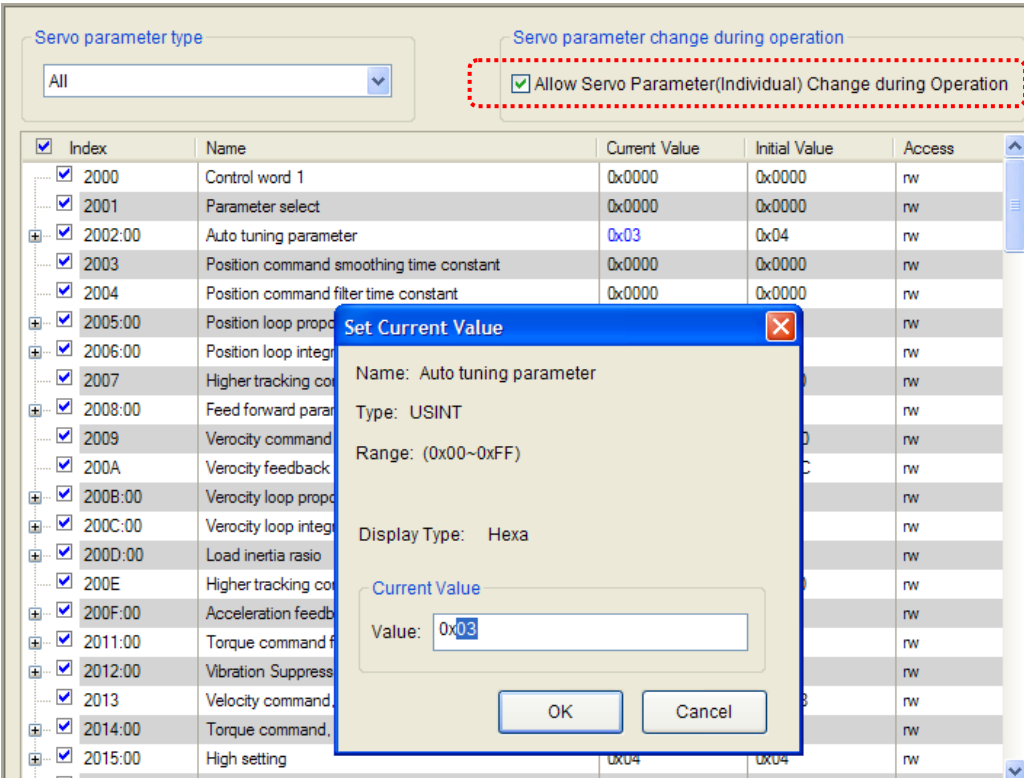 Servo parameter type
Servo parameter change during operation
All
Allow Servo Parameter(Individual) Change during Operation
Index Name Current Value Initial Value Access
2000 Control word 1 0x0000 0x0000 rw
2001 Parameter select 0x0000 0x0000 rw
2002:00 Auto tuning parameter 0x03 0x04 rw
2003 Position command smoothing time constant 0x0000 0x0000 rw
2004 Position command filter time constant 0x0000 0x0000 rw
2005:00 Position loop propo rw
2006:00 Position loop integr rw
2007 Higher tracking cor rw
2008:00 Feed forward parar rw
2009 Verocity command rw
200A Verocity feedback C rw
200B:00 Verocity loop propo rw
200C:00 Verocity loop integr rw
200D:00 Load inertia rasio rw
200E Higher tracking cor rw
200F:00 Acceleration feedb rw
2011:00 Torque command f rw
2012:00 Vibration Suppress rw
2013 Velocity command, rw
2014:00 Torque command, rw
2015:00 High setting 0x04 0x04 rw
Set Current Value
Name: Auto tuning parameter
Type: USINT
Range: (0x00~0xFF)
Display Type: Hexa
Current Value
Value: 0x03
OK Cancel